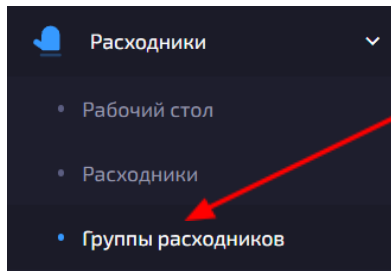 Расходники
Рабочий стол
Расходники
Группы расходников